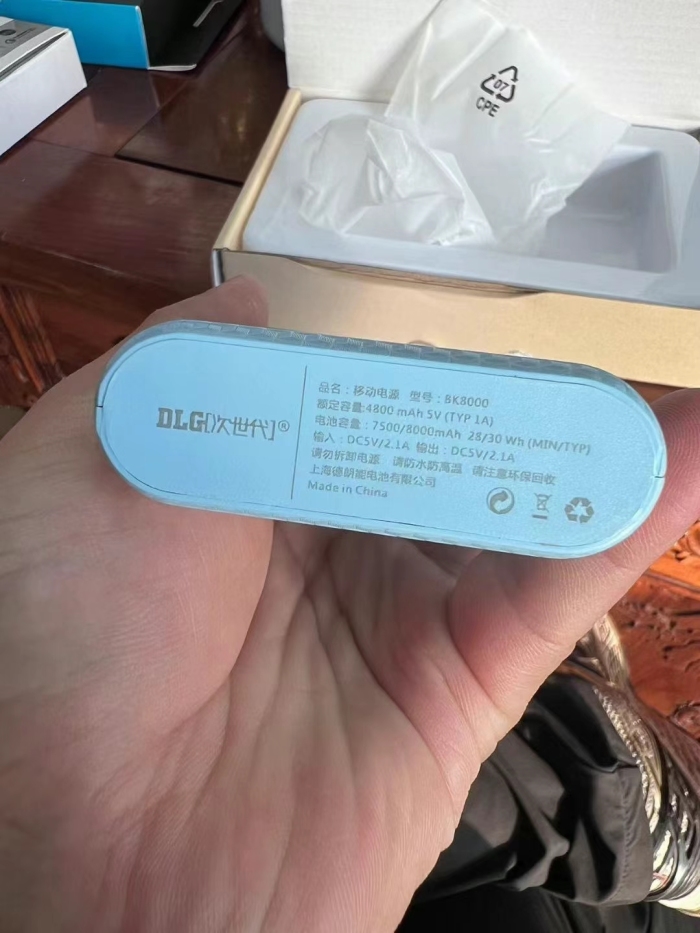 07
CPE
DLG[次世代]®
品名：移动电源 型号：BK8000
额定容量:4800 mAh 5V (TYP 1A)
电池容量：7500/8000mAh 28/30 Wh (MIN/TYP)
输入：DC5V/2.1A 输出：DC5V/2.1A
请勿拆卸电源 请防水防高温 请注意环保回收
上海德朗能电池有限公司
Made in China